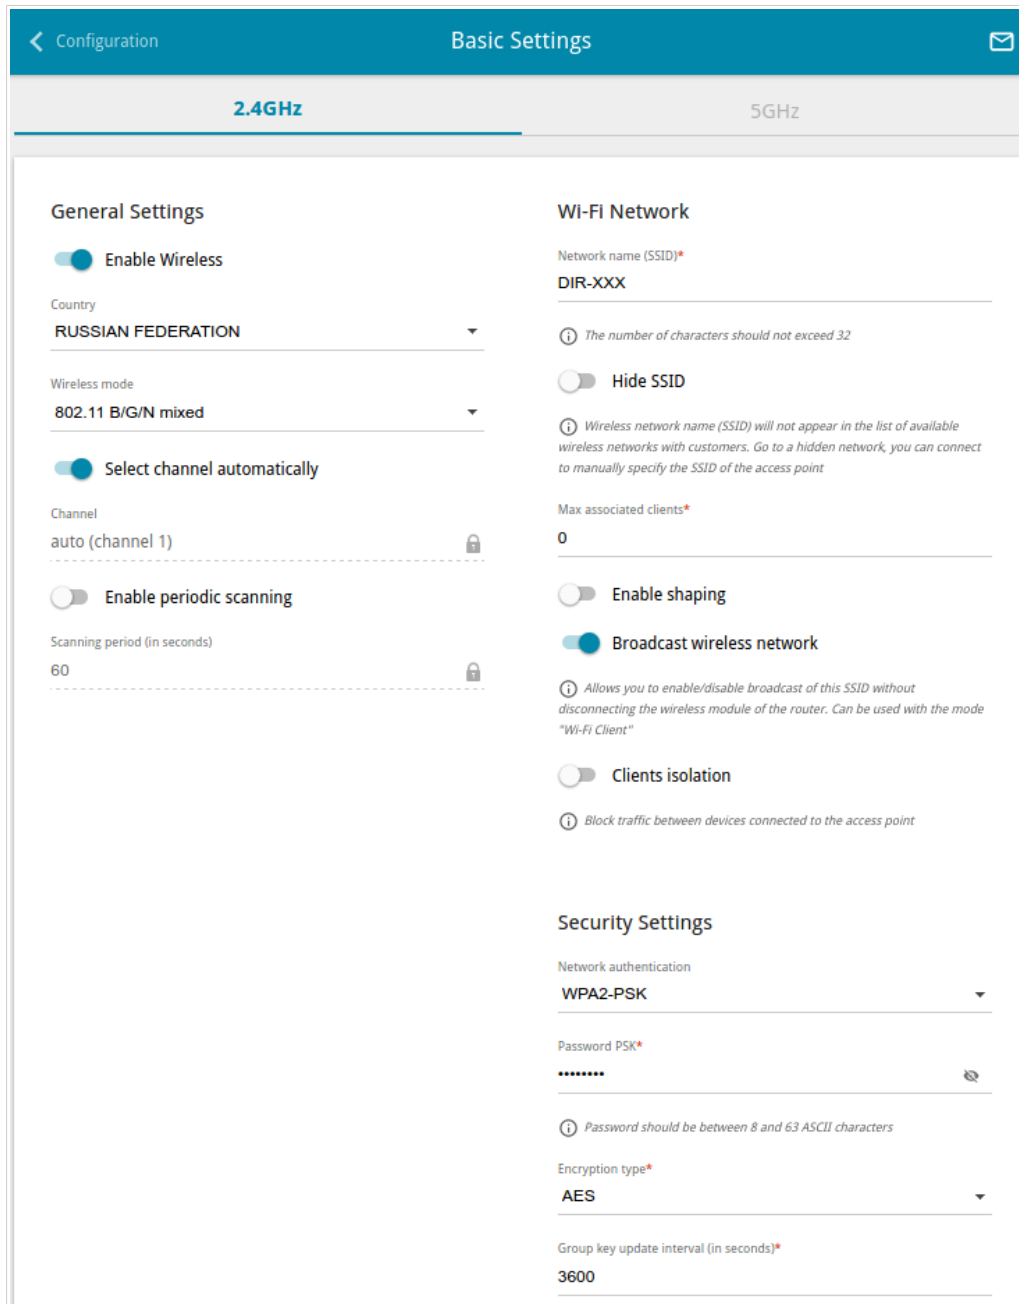 Configuration
Basic Settings
2.4GHz
5GHz
General Settings
Enable Wireless
Country
RUSSIAN FEDERATION
Wireless mode
802.11 B/G/N mixed
Select channel automatically
Channel
auto (channel 1)
Enable periodic scanning
Scanning period (in seconds)
60
Wi-Fi Network
Network name (SSID)*
DIR-XXX
The number of characters should not exceed 32
Hide SSID
Wireless network name (SSID) will not appear in the list of available
wireless networks with customers. Go to a hidden network, you can connect
to manually specify the SSID of the access point
Max associated clients*
0
Enable shaping
Broadcast wireless network
Allows you to enable/disable broadcast of this SSID without
disconnecting the wireless module of the router. Can be used with the mode
"Wi-Fi Client"
Clients isolation
Block traffic between devices connected to the access point
Security Settings
Network authentication
WPA2-PSK
Password PSK*
••••••••
Password should be between 8 and 63 ASCII characters
Encryption type*
AES
Group key update interval (in seconds)*
3600